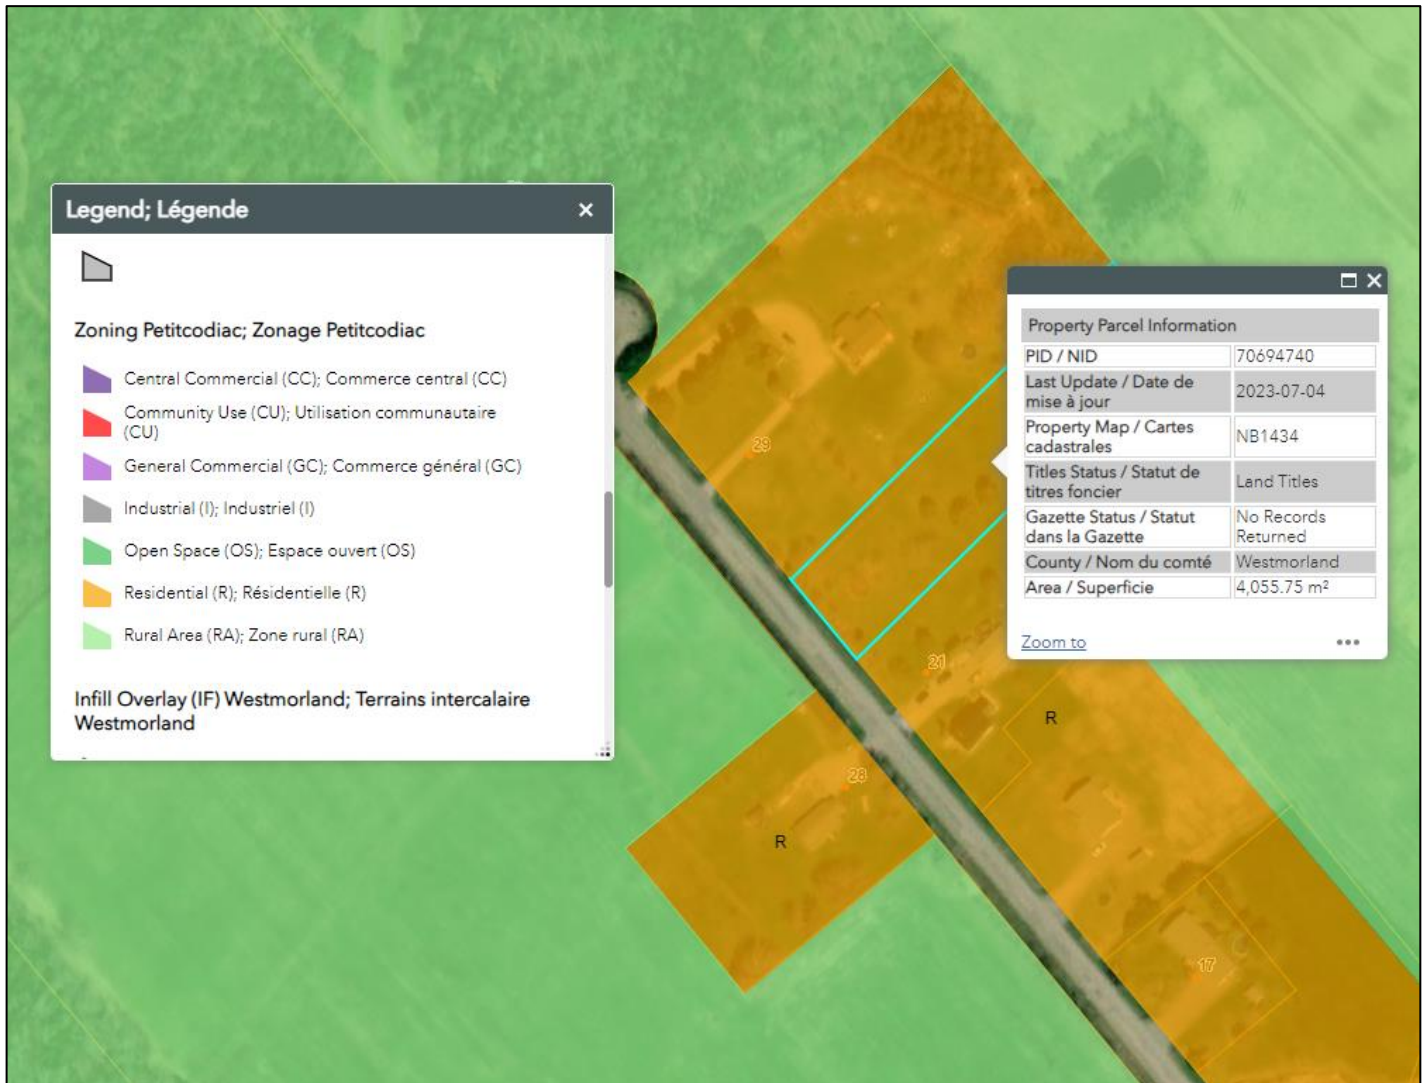 Legend; Légende
Zoning Petitcodiac; Zonage Petitcodiac
Central Commercial (CC); Commerce central (CC)
Community Use (CU); Utilisation communautaire
(CU)
General Commercial (GC); Commerce général (GC)
Industrial (I); Industriel (I)
Open Space (OS); Espace ouvert (OS)
Residential (R); Résidentielle (R)
Rural Area (RA); Zone rural (RA)
Infill Overlay (IF) Westmorland; Terrains intercalaire
Westmorland
Property Parcel Information
PID / NID 70694740
Last Update / Date de
mise à jour 2023-07-04
Property Map / Cartes
cadastrales NB1434
Titles Status / Statut de
titres foncier Land Titles
Gazette Status / Statut
dans la Gazette No Records
Returned
County / Nom du comté Westmorland
Area / Superficie 4,055.75 m²
Zoom to
29
21
R
28
R
17